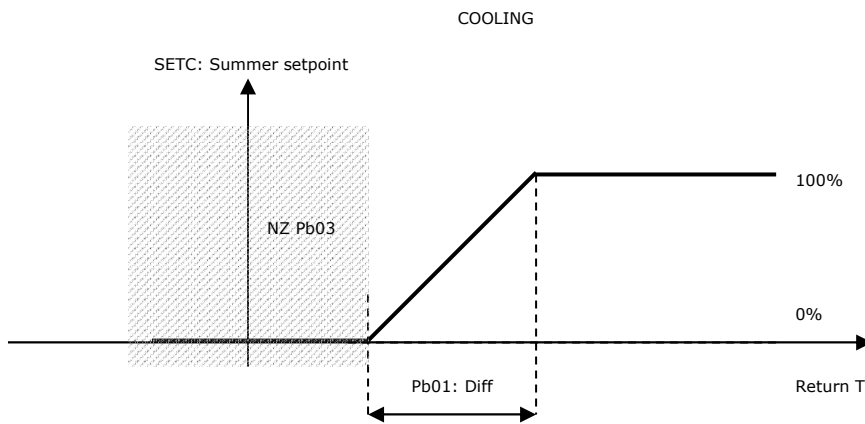 COOLING
SETC: Summer setpoint
100%
NZ Pb03
0%
Pb01: Diff
Return T